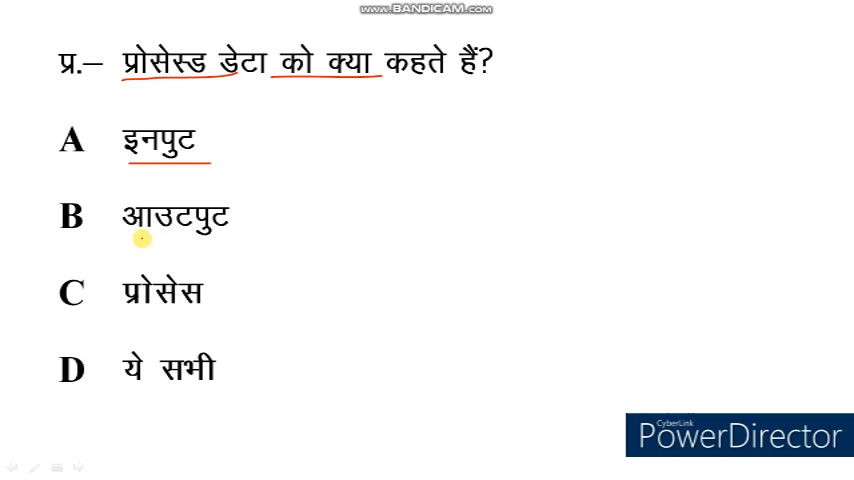 www.BANDICAM.com
प्र.– प्रोसेस्ड डेटा को क्या कहते हैं?
A इनपुट
B आउटपुट
C प्रोसेस
D ये सभी
CyberLink
PowerDirector